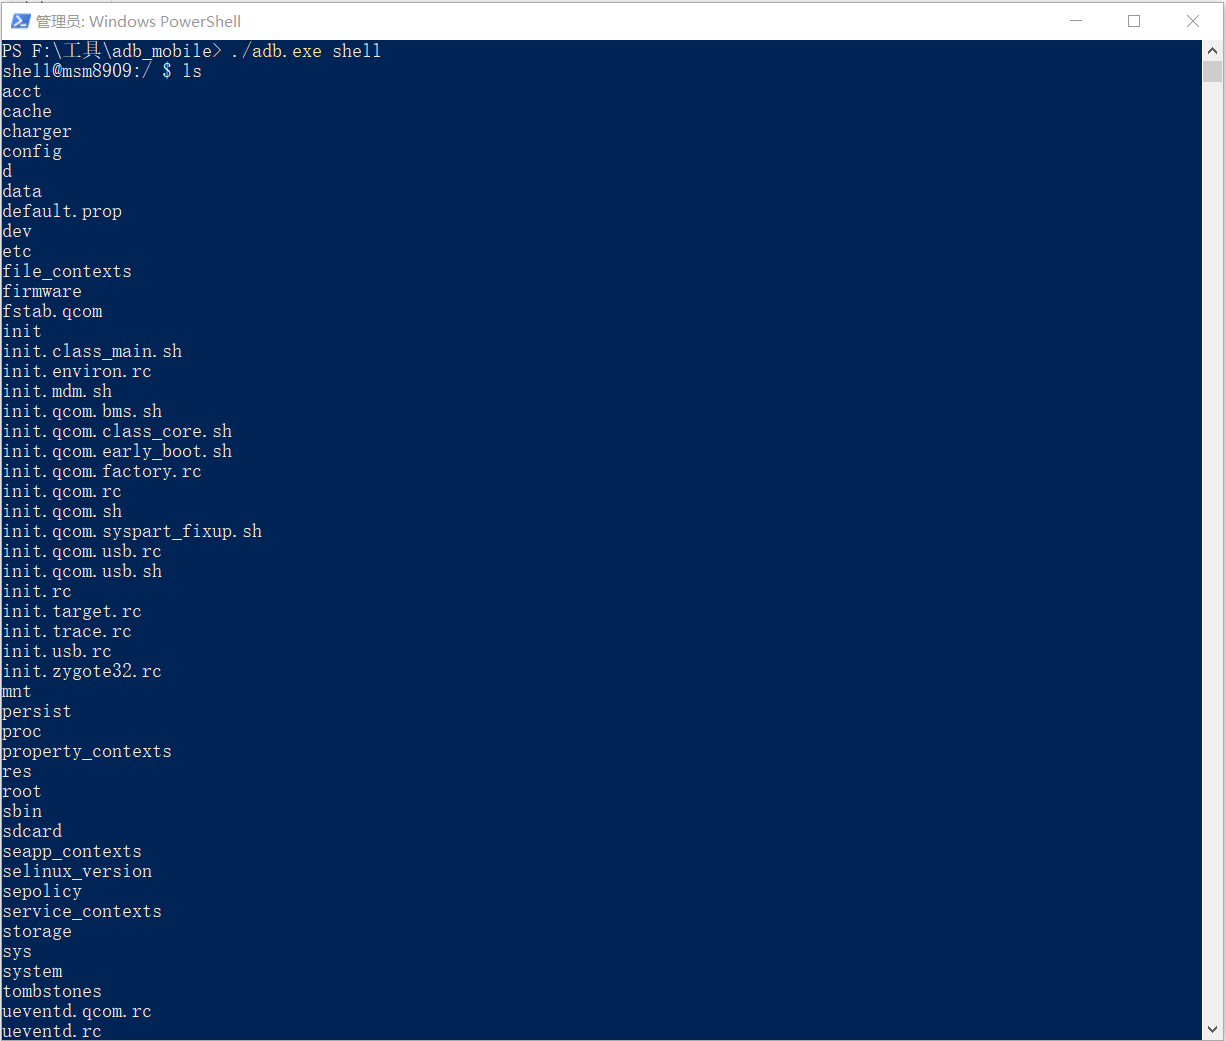 管理员: Windows PowerShell
PS F:\工具\adb_mobile> ./adb.exe shell
shell@msm8909:/ $ ls
acct
cache
charger
config
d
data
default.prop
dev
etc
file_contexts
firmware
fstab.qcom
init
init.class_main.sh
init.environ.rc
init.mdm.sh
init.qcom.bms.sh
init.qcom.class_core.sh
init.qcom.early_boot.sh
init.qcom.factory.rc
init.qcom.rc
init.qcom.sh
init.qcom.syspart_fixup.sh
init.qcom.usb.rc
init.qcom.usb.sh
init.rc
init.target.rc
init.trace.rc
init.usb.rc
init.zygote32.rc
mnt
persist
proc
property_contexts
res
root
sbin
sdcard
seapp_contexts
selinux_version
sepolicy
service_contexts
storage
sys
system
tombstones
ueventd.qcom.rc
ueventd.rc